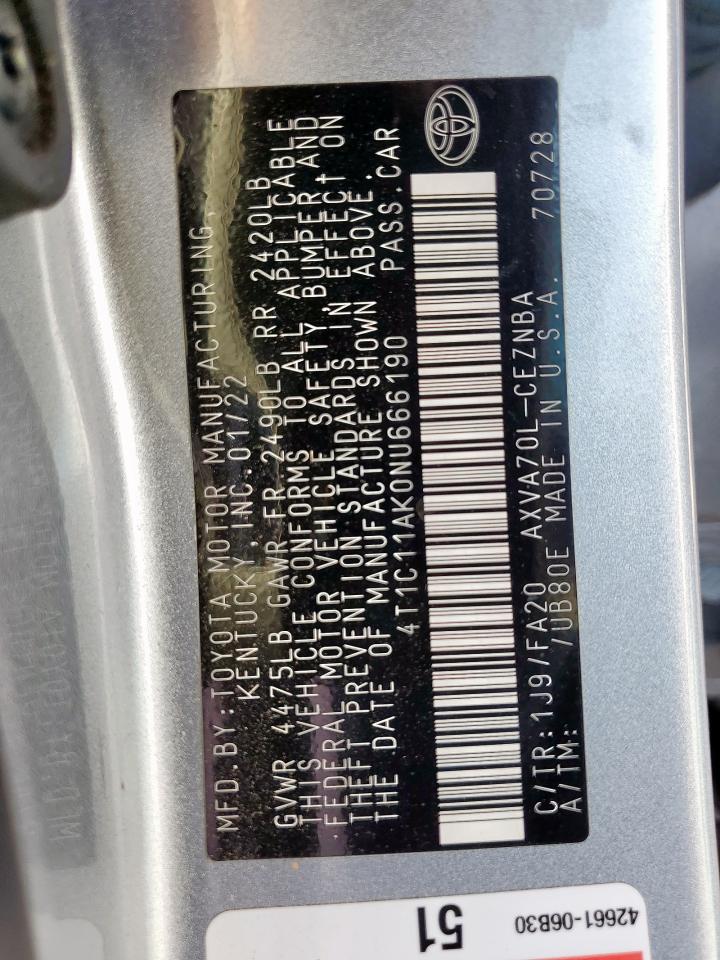 MFD.BY:TOYOTA MOTOR MANUFACTURING,
KENTUCKY, INC. 01/22
GVWR 4475LB GAWR FR 2490LB RR 2420LB
THIS VEHICLE CONFORMS TO ALL APPLICABLE
FEDERAL MOTOR VEHICLE SAFETY, BUMPER, AND
THEFT PREVENTION STANDARDS IN EFFECT ON
THE DATE OF MANUFACTURE SHOWN ABOVE.
4T1C11AK0NU666190 PASS.CAR
C/TR:1J9/FA20 AXVA70L-CEZNBA
A/TM: /UB80E MADE IN U.S.A. 70728
51
42661-06B30